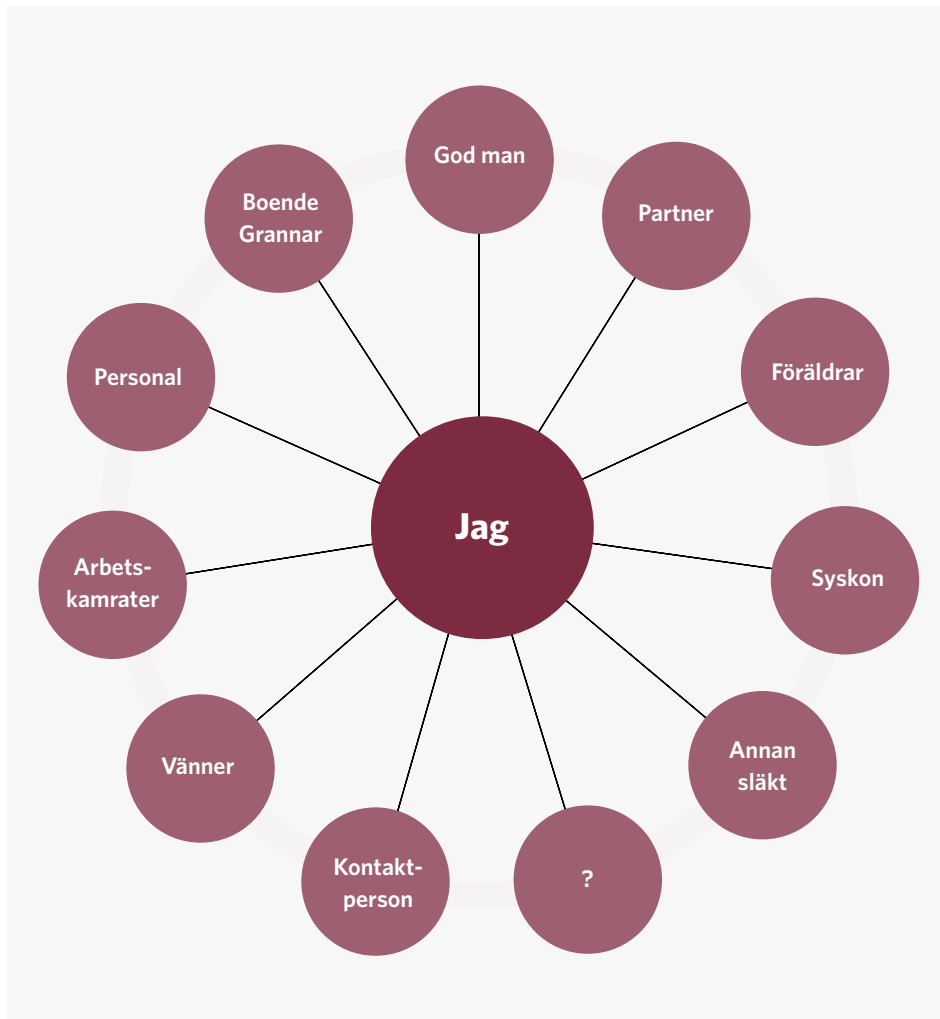 God man
Boende
Grannar
Partner
Personal
Föräldrar
Jag
Arbets-
kamrater
Syskon
Vänner
Annan
släkt
Kontakt-
person
?